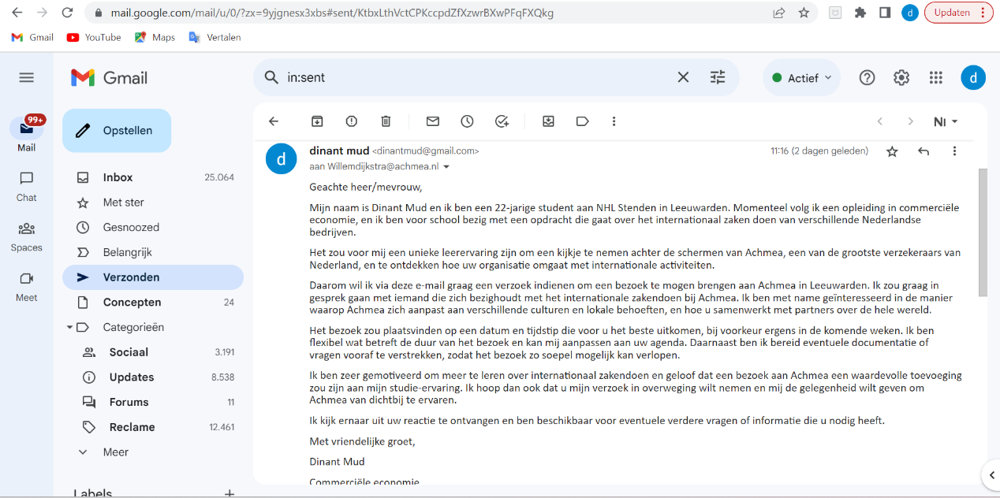 mail.google.com/mail/u/0/?zx=9yjgnesx3xbs#sent/KtbxLthVctCPKccpdZfXzwrBXwPFqFXQkg
d
Updaten
Gmail
YouTube
Maps
Vertalen
Gmail
in:sent
Actief
d
99+
Mail
Chat
Spaces
Meet
Opstellen
Inbox 25.064
Met ster
Gesnoozed
Belangrijk
Verzonden
Concepten 24
Categorieën
Sociaal 3.191
Updates 8.538
Forums 11
Reclame 12.461
Meer
Labels
d
dinant mud <dinantmud@gmail.com>
11:16 (2 dagen geleden)
aan Willemdijkstra@achmea.nl
Geachte heer/mevrouw,
Mijn naam is Dinant Mud en ik ben een 22-jarige student aan NHL Stenden in Leeuwarden. Momenteel volg ik een opleiding in commerciële
economie, en ik ben voor school bezig met een opdracht die gaat over het internationaal zaken doen van verschillende Nederlandse
bedrijven.
Het zou voor mij een unieke leerervaring zijn om een kijkje te nemen achter de schermen van Achmea, een van de grootste verzekeraars van
Nederland, en te ontdekken hoe uw organisatie omgaat met internationale activiteiten.
Daarom wil ik via deze e-mail graag een verzoek indienen om een bezoek te mogen brengen aan Achmea in Leeuwarden. Ik zou graag in
gesprek gaan met iemand die zich bezighoudt met het internationale zakendoen bij Achmea. Ik ben met name geïnteresseerd in de manier
waarop Achmea zich aanpast aan verschillende culturen en lokale behoeften, en hoe u samenwerkt met partners over de hele wereld.
Het bezoek zou plaatsvinden op een datum en tijdstip die voor u het beste uitkomen, bij voorkeur ergens in de komende weken. Ik ben
flexibel wat betreft de duur van het bezoek en kan mij aanpassen aan uw agenda. Daarnaast ben ik bereid eventuele documentatie of
vragen vooraf te verstrekken, zodat het bezoek zo soepel mogelijk kan verlopen.
Ik ben zeer gemotiveerd om meer te leren over internationaal zakendoen en geloof dat een bezoek aan Achmea een waardevolle toevoeging
zou zijn aan mijn studie-ervaring. Ik hoop dan ook dat u mijn verzoek in overweging wilt nemen en mij de gelegenheid wilt geven om
Achmea van dichtbij te ervaren.
Ik kijk ernaar uit uw reactie te ontvangen en ben beschikbaar voor eventuele verdere vragen of informatie die u nodig heeft.
Met vriendelijke groet,
Dinant Mud
Commerciële economie